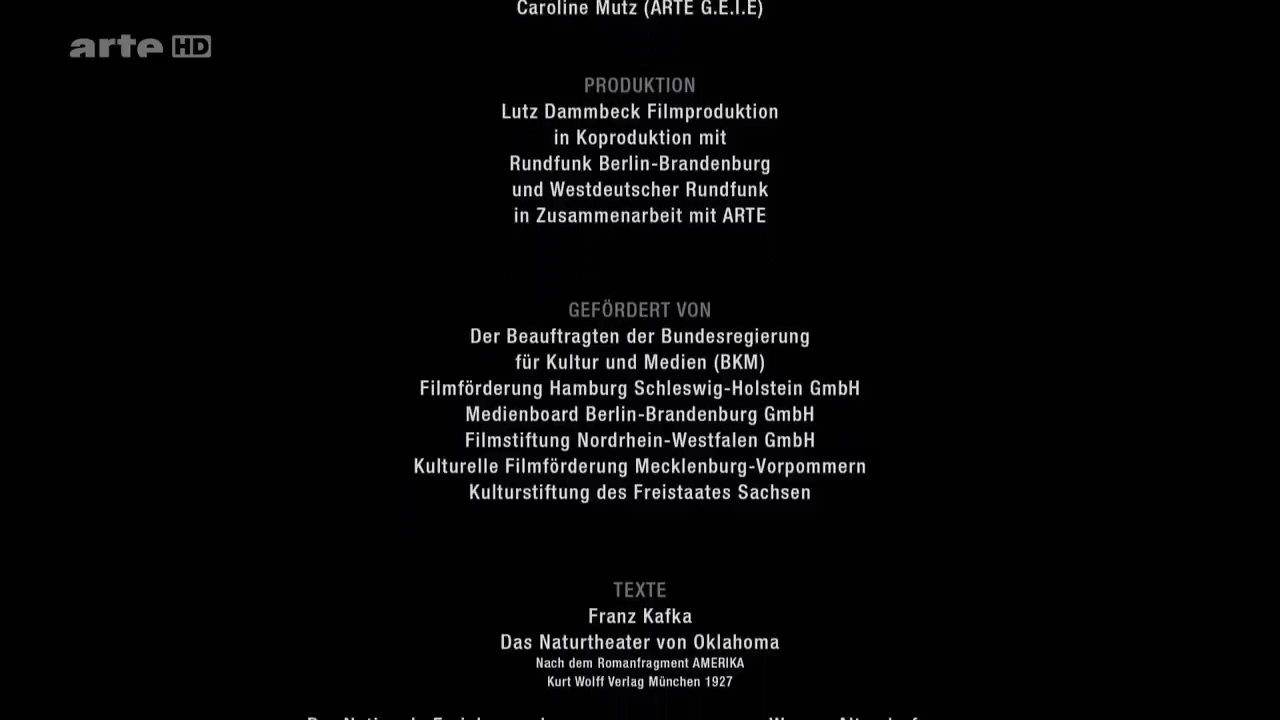 Caroline Mutz (ARTE G.E.I.E)
arte HD
PRODUKTION
Lutz Dammbeck Filmproduktion
in Koproduktion mit
Rundfunk Berlin-Brandenburg
und Westdeutscher Rundfunk
in Zusammenarbeit mit ARTE
GEFÖRDERT VON
Der Beauftragten der Bundesregierung
für Kultur und Medien (BKM)
Filmförderung Hamburg Schleswig-Holstein GmbH
Medienboard Berlin-Brandenburg GmbH
Filmstiftung Nordrhein-Westfalen GmbH
Kulturelle Filmförderung Mecklenburg-Vorpommern
Kulturstiftung des Freistaates Sachsen
TEXTE
Franz Kafka
Das Naturtheater von Oklahoma
Nach dem Romanfragment AMERIKA
Kurt Wolff Verlag München 1927